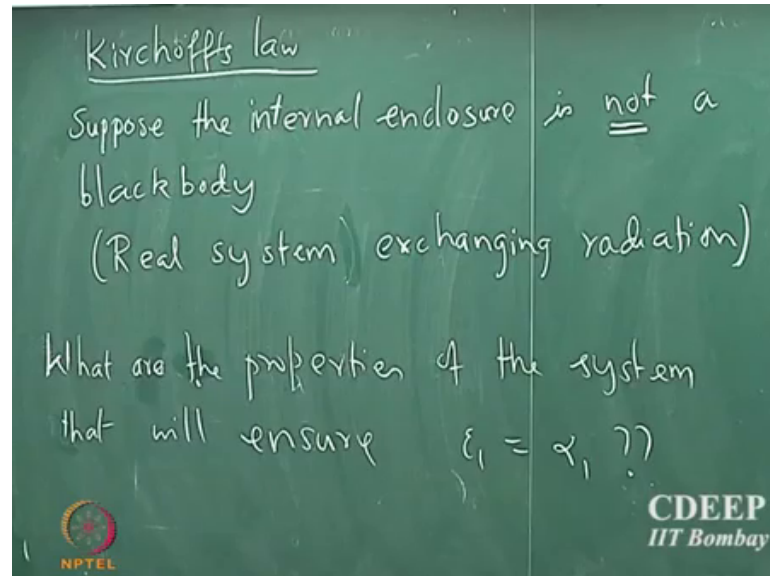 Kirchoffts law
Suppose the internal enclosure is not a
blackbody
(Real system exchanging radiation)
What are the properties of the system
that will ensure ε₁ = α₁ ??
CDEEP
IIT Bombay
NPTEL